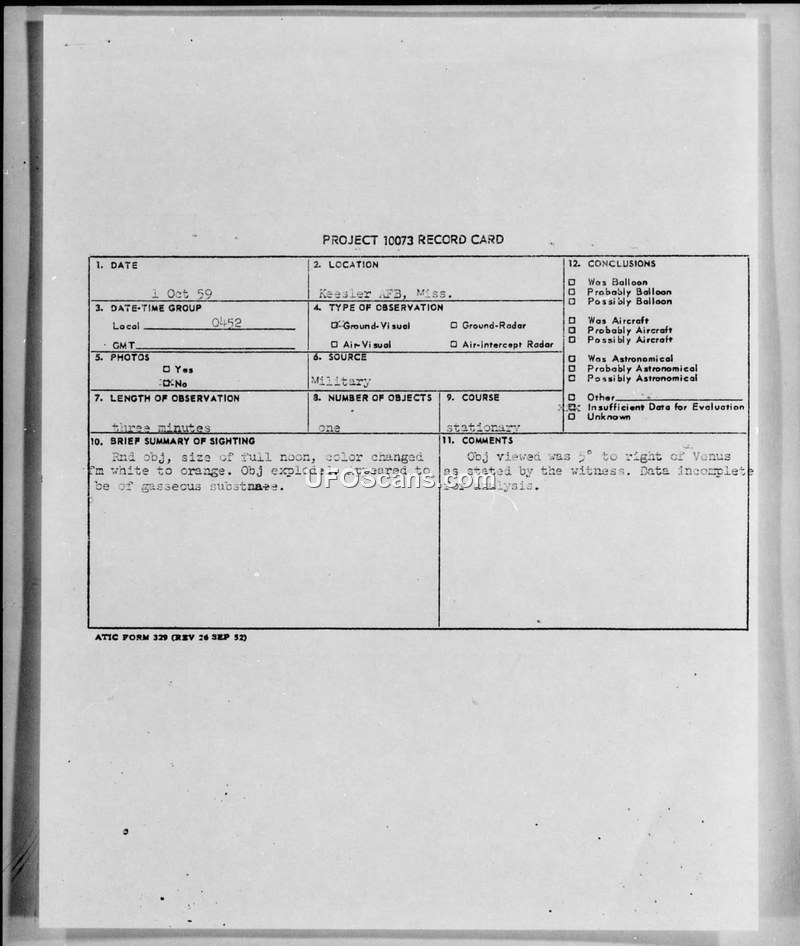 PROJECT 10073 RECORD CARD
1. DATE
1 Oct 59
2. LOCATION
Keesler AFB, Miss.
3. DATE-TIME GROUP
Local 0452
GMT
4. TYPE OF OBSERVATION
Ground-Visual
Ground-Radar
Air-Visual
Air-Intercept Radar
5. PHOTOS
Yes
No
6. SOURCE
Military
7. LENGTH OF OBSERVATION
three minutes
8. NUMBER OF OBJECTS
one
9. COURSE
stationary
10. BRIEF SUMMARY OF SIGHTING
Rnd obj, size of full moon, color changed
fm white to orange. Obj appeared to
be of gasseous
11. COMMENTS
Obj viewed was 5° to right of Venus
as stated by the witness. Data incomplete
for analysis.
12. CONCLUSIONS
Was Balloon
Probably Balloon
Possibly Balloon
Was Aircraft
Probably Aircraft
Possibly Aircraft
Was Astronomical
Probably Astronomical
Possibly Astronomical
Other
Insufficient Data for Evaluation
Unknown
UFOScans.com
ATIC FORM 329 (REV 26 SEP 52)